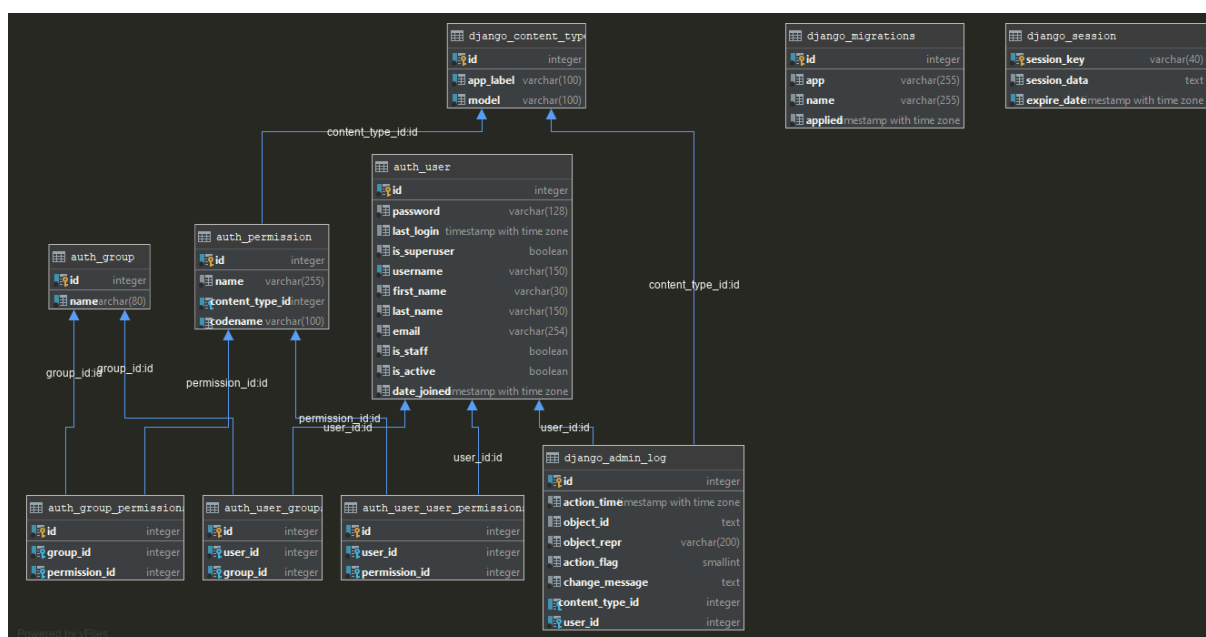 django_content_type
id integer
app_label varchar(100)
model varchar(100)
django_migrations
id integer
app varchar(255)
name varchar(255)
applied mestamp with time zone
django_session
session_key varchar(40)
session_data text
expire_date timestamp with time zone
content_type_id:id
auth_user
id integer
password varchar(128)
last_login timestamp with time zone
is_superuser boolean
username varchar(150)
first_name varchar(30)
last_name varchar(150)
email varchar(254)
is_staff boolean
is_active boolean
date_joined mestamp with time zone
auth_permission
id integer
name varchar(255)
content_type_id integer
codename varchar(100)
auth_group
id integer
name archar(80)
content_type_id:id
group_id:id
group_id:id
permission_id:id
permission_id:id
user_id:id
user_id:id
user_id:id
django_admin_log
id integer
action_time timestamp with time zone
object_id text
object_repr varchar(200)
action_flag smallint
change_message text
content_type_id integer
user_id integer
auth_group_permission
id integer
group_id integer
permission_id integer
auth_user_group
id integer
user_id integer
group_id integer
auth_user_user_permission
id integer
user_id integer
permission_id integer
Powered by yFiles